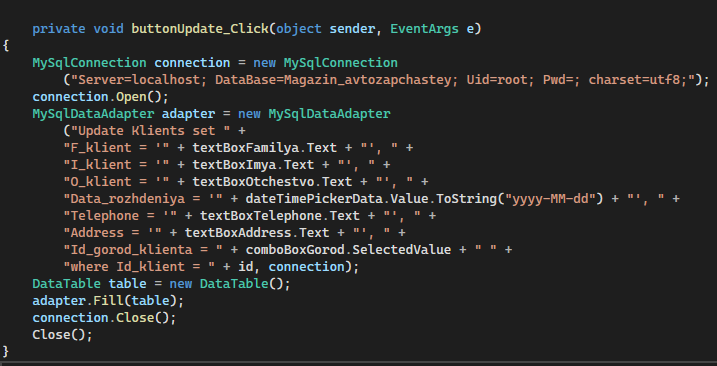 private void buttonUpdate_Click(object sender, EventArgs e)
{
MySqlConnection connection = new MySqlConnection
("Server=localhost; DataBase=Magazin_avtozapchastey; Uid=root; Pwd=; charset=utf8;");
connection.Open();
MySqlDataAdapter adapter = new MySqlDataAdapter
("Update Klients set " +
"F_klient = '" + textBoxFamilya.Text + "', " +
"I_klient = '" + textBoxImya.Text + "', " +
"O_klient = '" + textBoxOtchestvo.Text + "', " +
"Data_rozhdeniya = '" + dateTimePickerData.Value.ToString("yyyy-MM-dd") + "', " +
"Telephone = '" + textBoxTelephone.Text + "', " +
"Address = '" + textBoxAddress.Text + "', " +
"Id_gorod_klienta = " + comboBoxGorod.SelectedValue + " " +
"where Id_klient = " + id, connection);
DataTable table = new DataTable();
adapter.Fill(table);
connection.Close();
Close();
}